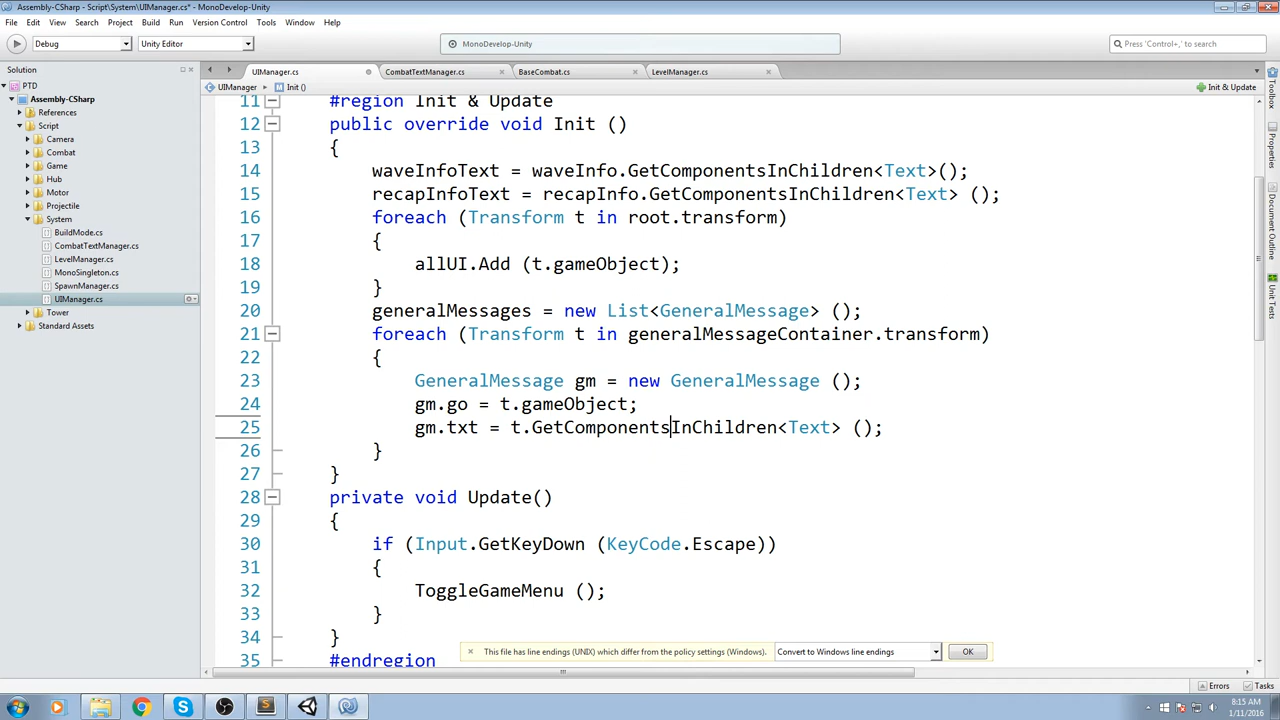 Assembly-CSharp - Script\System\UIManager.cs* - MonoDevelop-Unity
File Edit View Search Project Build Run Version Control Tools Window Help
Debug Unity Editor MonoDevelop-Unity Press 'Control+,' to search
Solution
UIManager.cs CombatTextManager.cs BaseCombat.cs LevelManager.cs
UIManager Init () Init & Update
PTD
Assembly-CSharp
References
Script
Camera
Combat
Game
Hub
Motor
Projectile
System
BuildMode.cs
CombatTextManager.cs
LevelManager.cs
MonoSingleton.cs
SpawnManager.cs
UIManager.cs
Tower
Standard Assets
11 #region Init & Update
12 public override void Init ()
13 {
14 waveInfoText = waveInfo.GetComponentsInChildren<Text>();
15 recapInfoText = recapInfo.GetComponentsInChildren<Text> ();
16 foreach (Transform t in root.transform)
17 {
18 allUI.Add (t.gameObject);
19 }
20 generalMessages = new List<GeneralMessage> ();
21 foreach (Transform t in generalMessageContainer.transform)
22 {
23 GeneralMessage gm = new GeneralMessage ();
24 gm.go = t.gameObject;
25 gm.txt = t.GetComponentsInChildren<Text> ();
26 }
27 }
28 private void Update()
29 {
30 if (Input.GetKeyDown (KeyCode.Escape))
31 {
32 ToggleGameMenu ();
33 }
34 }
35 #endregion
This file has line endings (UNIX) which differ from the policy settings (Windows). Convert to Windows line endings OK
Toolbox
Properties
Document Outline
Unit Tests
Errors Tasks
8:15 AM
1/11/2016